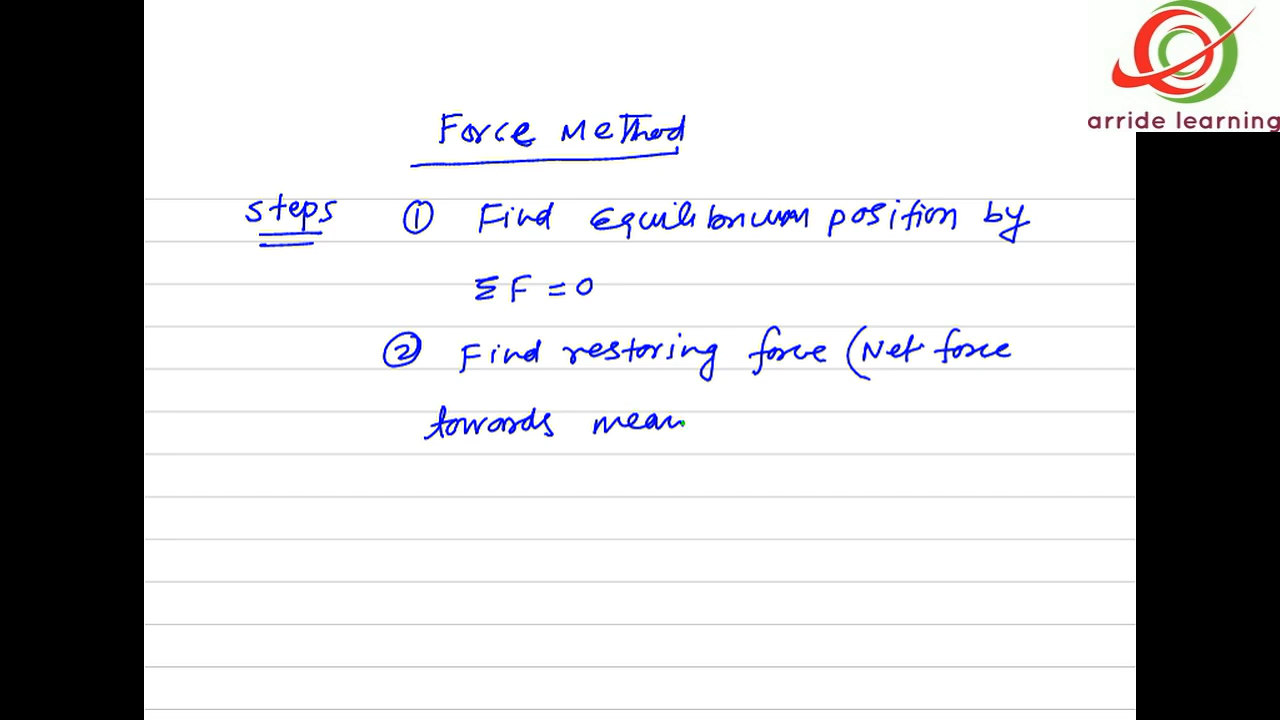 arride learning
Force Method
Steps ① Find Equilibrium position by
ΣF = 0
② Find restoring force (Net force
towards mean